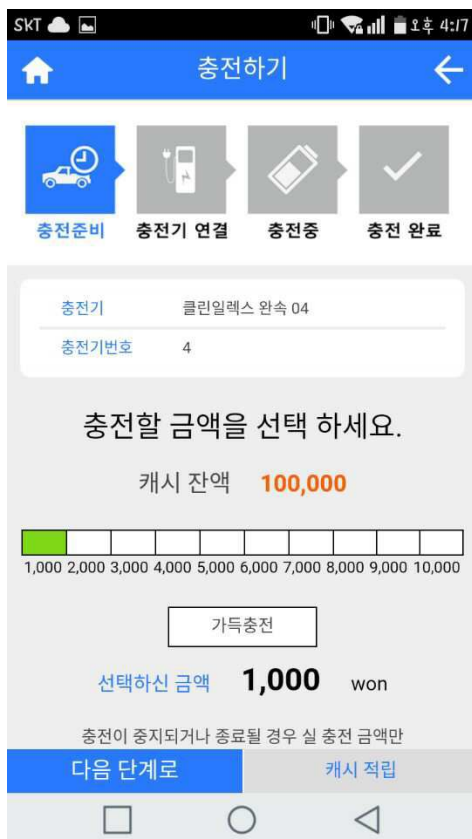 SKT 오후 4:17
충전하기
충전준비 충전기 연결 충전중 충전 완료
충전기 클린일렉스 완속 04
충전기번호 4
충전할 금액을 선택 하세요.
캐시 잔액 100,000
1,000 2,000 3,000 4,000 5,000 6,000 7,000 8,000 9,000 10,000
가득충전
선택하신 금액 1,000 won
충전이 중지되거나 종료될 경우 실 충전 금액만
다음 단계로 캐시 적립